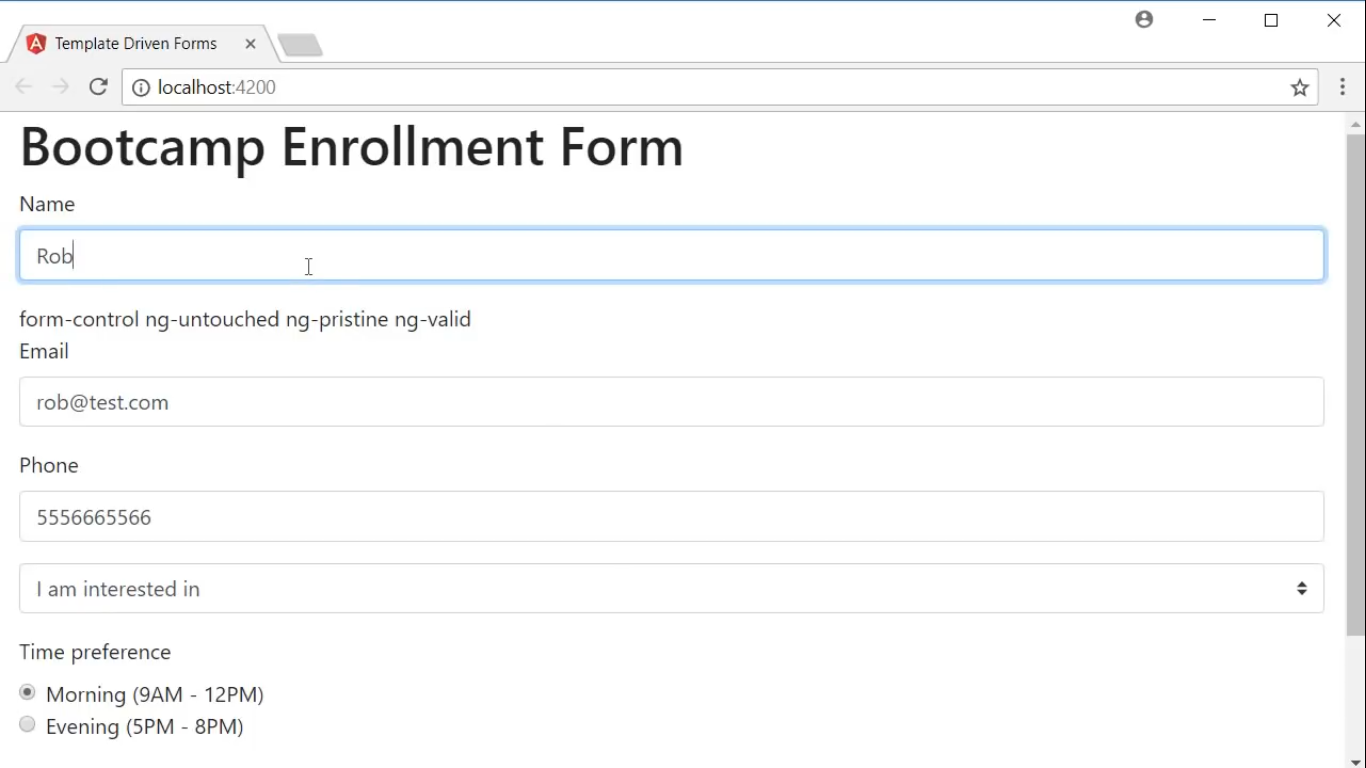 Template Driven Forms
localhost:4200
Bootcamp Enrollment Form
Name
Rob
form-control ng-untouched ng-pristine ng-valid
Email
rob@test.com
Phone
5556665566
I am interested in
Time preference
Morning (9AM - 12PM)
Evening (5PM - 8PM)